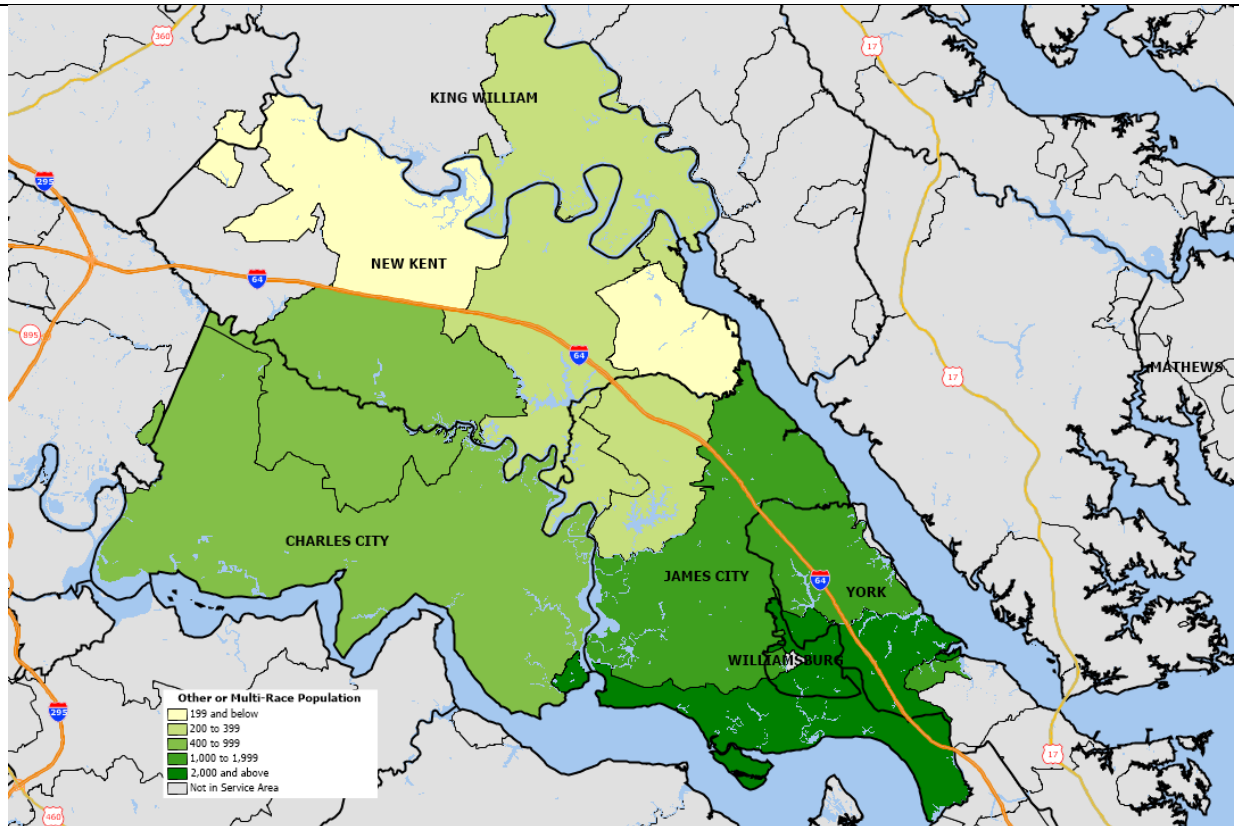 360
17
KING WILLIAM
295
NEW KENT
64
895
64
MATHEWS
17
CHARLES CITY
JAMES CITY
64
YORK
WILLIAMSBURG
Other or Multi-Race Population
199 and below
200 to 399
400 to 999
1,000 to 1,999
2,000 and above
Not in Service Area
295
17
460